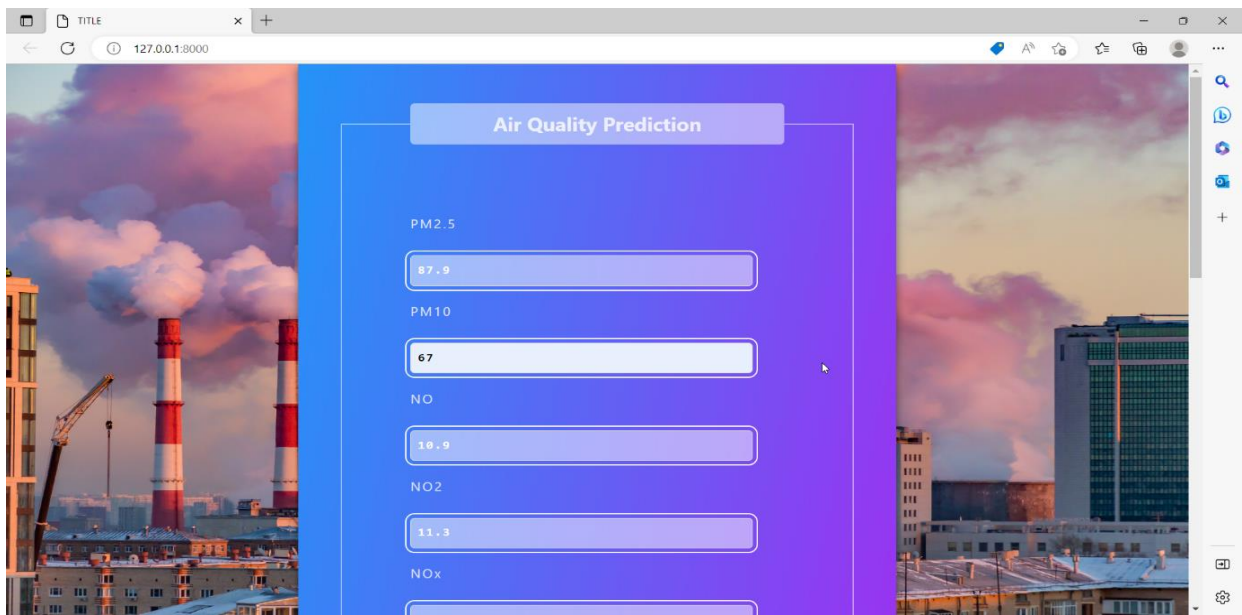 TITLE
127.0.0.1:8000
Air Quality Prediction
PM2.5
87.9
PM10
67
NO
10.9
NO2
11.3
NOx